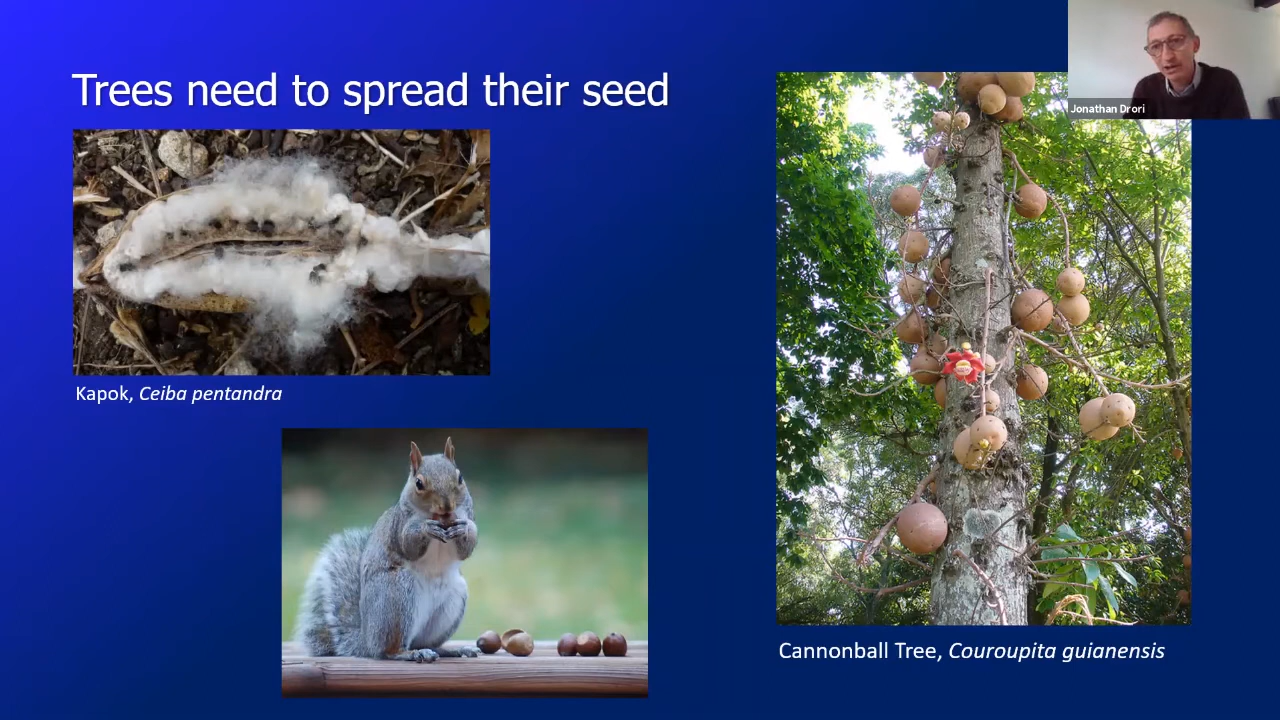 Trees need to spread their seed
Jonathan Drori
Kapok, Ceiba pentandra
Cannonball Tree, Couroupita guianensis